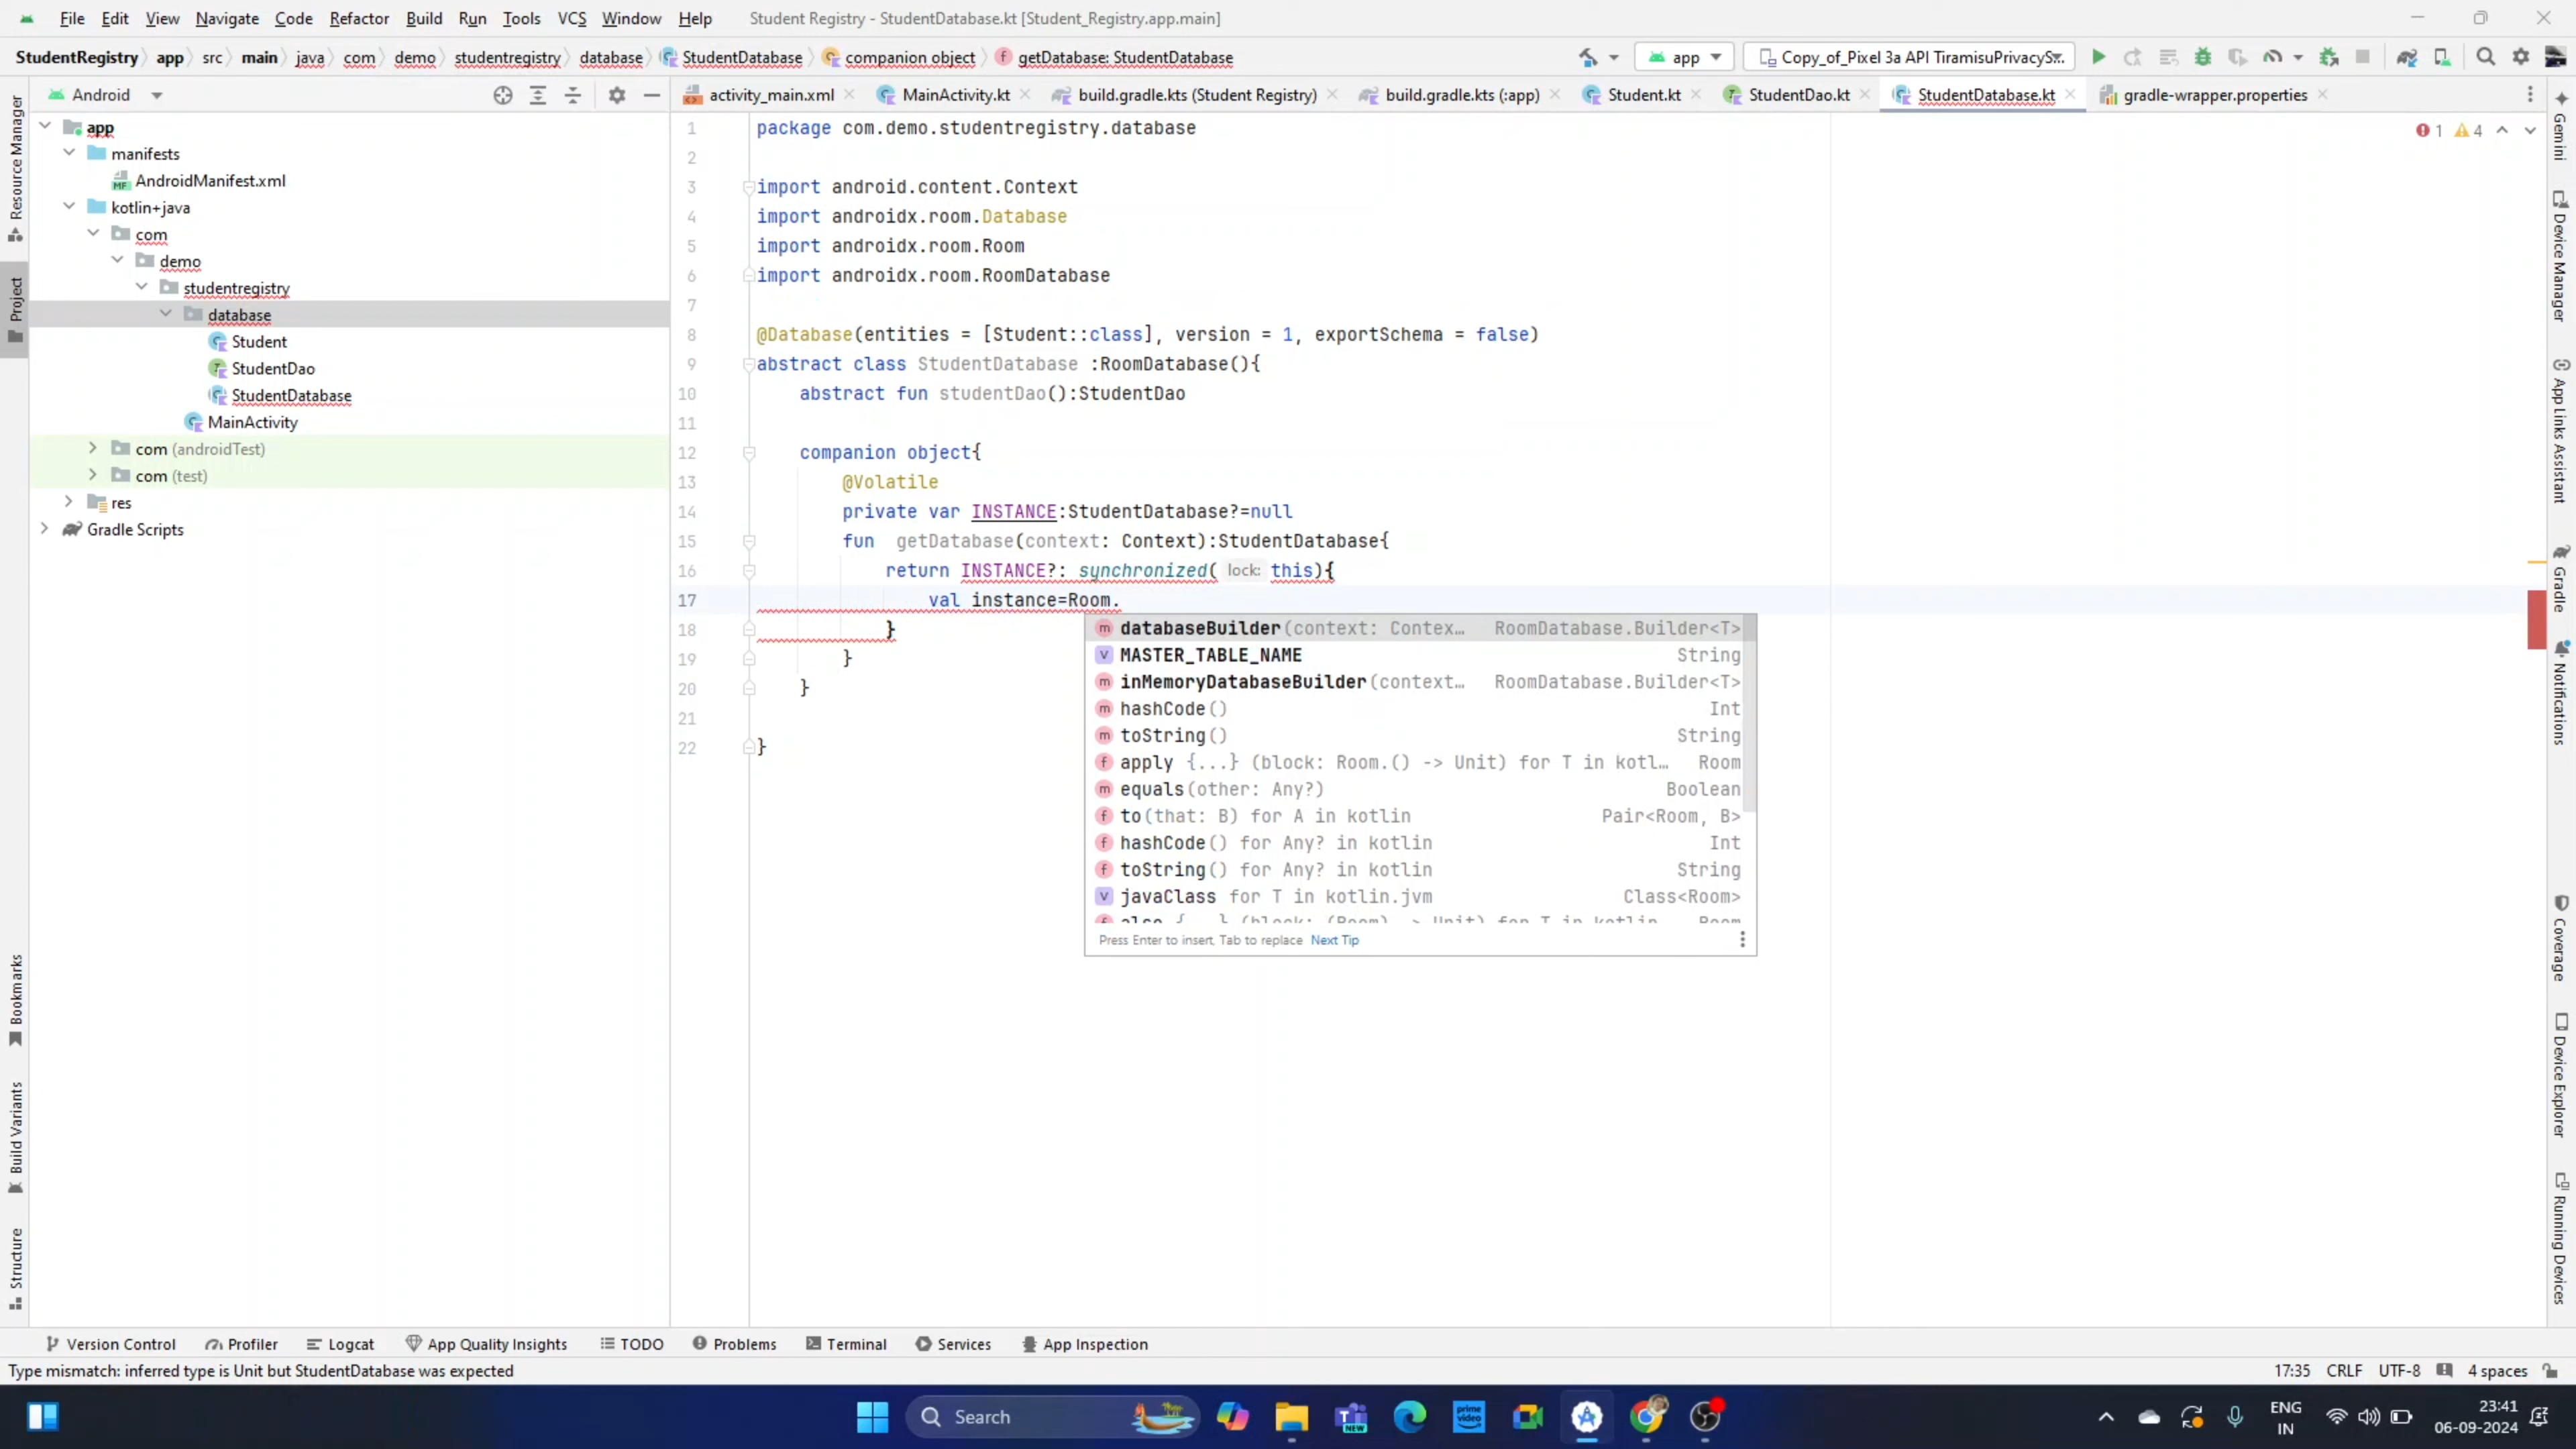 File Edit View Navigate Code Refactor Build Run Tools VCS Window Help Student Registry - StudentDatabase.kt [Student_Registry.app.main]
StudentRegistry app src main java com demo studentregistry database StudentDatabase companion object getDatabase: StudentDatabase app Copy_of_Pixel 3a API TiramisuPrivacyS..
Android
activity_main.xml MainActivity.kt build.gradle.kts (Student Registry) build.gradle.kts (:app) Student.kt StudentDao.kt StudentDatabase.kt gradle-wrapper.properties
Resource Manager
Project
Bookmarks
Build Variants
Structure
app
manifests
AndroidManifest.xml
kotlin+java
com
demo
studentregistry
database
Student
StudentDao
StudentDatabase
MainActivity
com (androidTest)
com (test)
res
Gradle Scripts
1 4
1 package com.demo.studentregistry.database
2
3 import android.content.Context
4 import androidx.room.Database
5 import androidx.room.Room
6 import androidx.room.RoomDatabase
7
8 @Database(entities = [Student::class], version = 1, exportSchema = false)
9 abstract class StudentDatabase :RoomDatabase(){
10 abstract fun studentDao():StudentDao
11
12 companion object{
13 @Volatile
14 private var INSTANCE:StudentDatabase?=null
15 fun getDatabase(context: Context):StudentDatabase{
16 return INSTANCE?: synchronized( lock: this){
17 val instance=Room.
18 }
19 }
20 }
21
22 }
databaseBuilder(context: Contex… RoomDatabase.Builder<T>
MASTER_TABLE_NAME String
inMemoryDatabaseBuilder(context… RoomDatabase.Builder<T>
hashCode() Int
toString() String
apply {...} (block: Room.() -> Unit) for T in kotl… Room
equals(other: Any?) Boolean
to(that: B) for A in kotlin Pair<Room, B>
hashCode() for Any? in kotlin Int
toString() for Any? in kotlin String
javaClass for T in kotlin.jvm Class<Room>
also {...} (block: (Room) -> Unit) for T in kotlin Room
Press Enter to insert, Tab to replace Next Tip
Gemini
Device Manager
App Links Assistant
Gradle
Notifications
Coverage
Device Explorer
Running Devices
Version Control Profiler Logcat App Quality Insights TODO Problems Terminal Services App Inspection
Type mismatch: inferred type is Unit but StudentDatabase was expected 17:35 CRLF UTF-8 4 spaces
Search NEW prime video ENG IN 23:41 06-09-2024